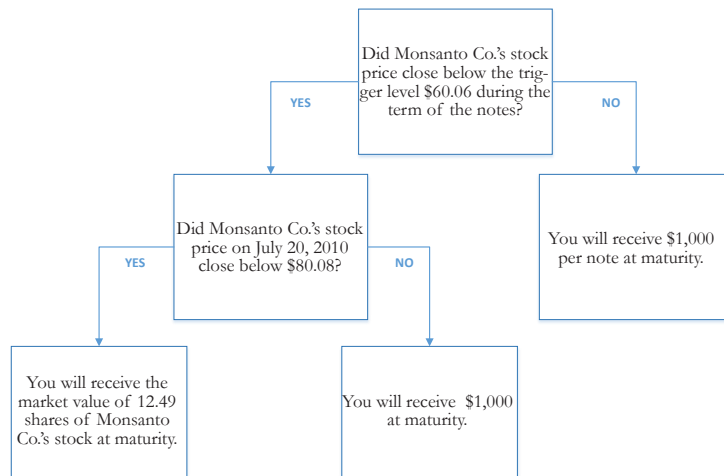 Did Monsanto Co.'s stock
price close below the trig-
ger level $60.06 during the
term of the notes?
YES
NO
Did Monsanto Co.'s stock
price on July 20, 2010
close below $80.08?
You will receive $1,000
per note at maturity.
YES
NO
You will receive the
market value of 12.49
shares of Monsanto
Co.'s stock at maturity.
You will receive $1,000
at maturity.